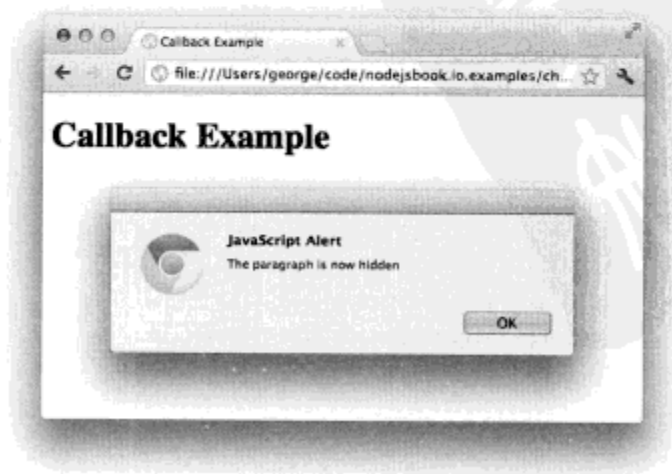 Callback Example
file:///Users/george/code/nodejsbook.io.examples/ch...
Callback Example
JavaScript Alert
The paragraph is now hidden
OK